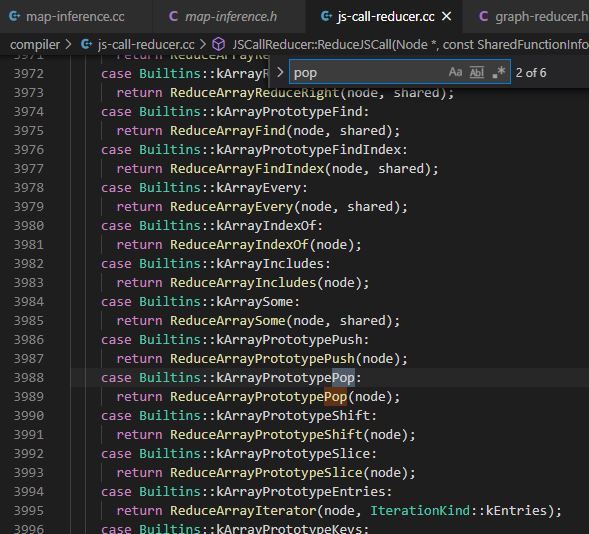 map-inference.cc
map-inference.h
js-call-reducer.cc
graph-reducer.h
compiler > js-call-reducer.cc > JSCallReducer::ReduceJSCall(Node *, const SharedFunctionInfo
pop
Aa Abl .* 2 of 6
3972 case Builtins::kArrayR
3973 return ReduceArrayReduceRight(node, shared);
3974 case Builtins::kArrayPrototypeFind:
3975 return ReduceArrayFind(node, shared);
3976 case Builtins::kArrayPrototypeFindIndex:
3977 return ReduceArrayFindIndex(node, shared);
3978 case Builtins::kArrayEvery:
3979 return ReduceArrayEvery(node, shared);
3980 case Builtins::kArrayIndexOf:
3981 return ReduceArrayIndexOf(node);
3982 case Builtins::kArrayIncludes:
3983 return ReduceArrayIncludes(node);
3984 case Builtins::kArraySome:
3985 return ReduceArraySome(node, shared);
3986 case Builtins::kArrayPrototypePush:
3987 return ReduceArrayPrototypePush(node);
3988 case Builtins::kArrayPrototypePop:
3989 return ReduceArrayPrototypePop(node);
3990 case Builtins::kArrayPrototypeShift:
3991 return ReduceArrayPrototypeShift(node);
3992 case Builtins::kArrayPrototypeSlice:
3993 return ReduceArrayPrototypeSlice(node);
3994 case Builtins::kArrayPrototypeEntries:
3995 return ReduceArrayIterator(node, IterationKind::kEntries);
3996 case Builtins::kArrayPrototypeKeys: